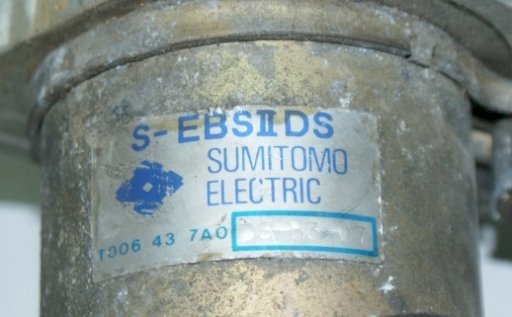 S-EBSⅡDS
SUMITOMO
ELECTRIC
T006 43 7A0